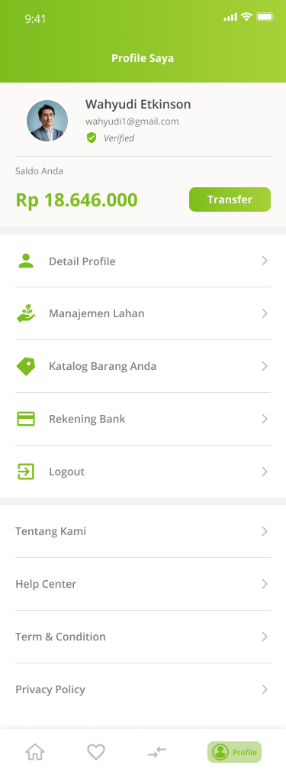 9:41
Profile Saya
Wahyudi Etkinson
wahyudi1@gmail.com
Verified
Saldo Anda
Rp 18.646.000
Transfer
Detail Profile
Manajemen Lahan
Katalog Barang Anda
Rekening Bank
Logout
Tentang Kami
Help Center
Term & Condition
Privacy Policy
Profile